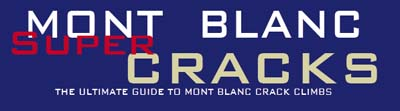 MONT BLANC
SUPER
CRACKS
THE ULTIMATE GUIDE TO MONT BLANC CRACK CLIMBS